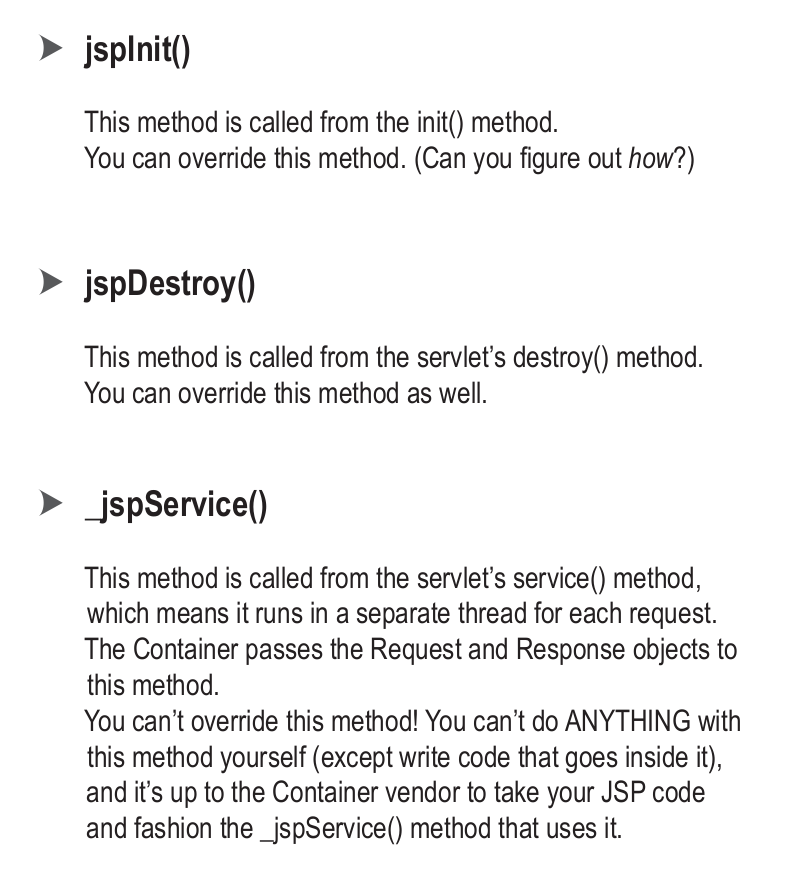 jspInit()
This method is called from the init() method.
You can override this method. (Can you figure out how?)
jspDestroy()
This method is called from the servlet’s destroy() method.
You can override this method as well.
_jspService()
This method is called from the servlet’s service() method,
which means it runs in a separate thread for each request.
The Container passes the Request and Response objects to
this method.
You can’t override this method! You can’t do ANYTHING with
this method yourself (except write code that goes inside it),
and it’s up to the Container vendor to take your JSP code
and fashion the _jspService() method that uses it.